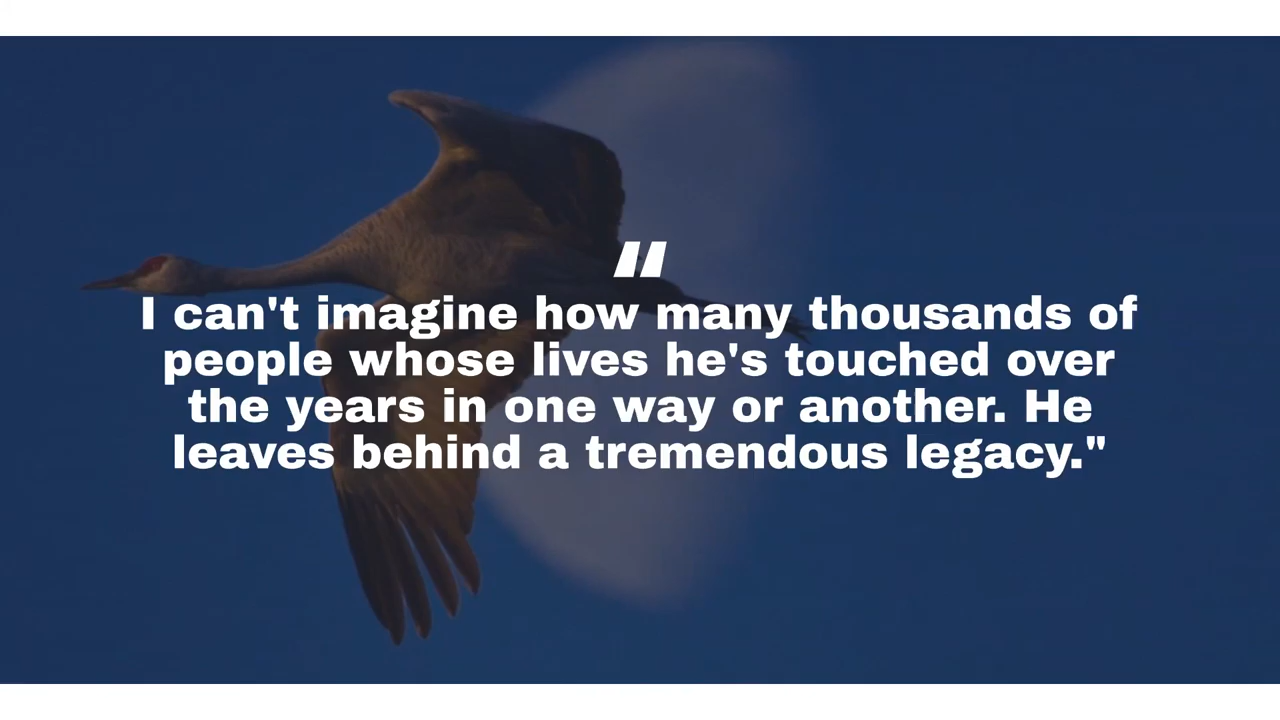 "
I can't imagine how many thousands of
people whose lives he's touched over
the years in one way or another. He
leaves behind a tremendous legacy."